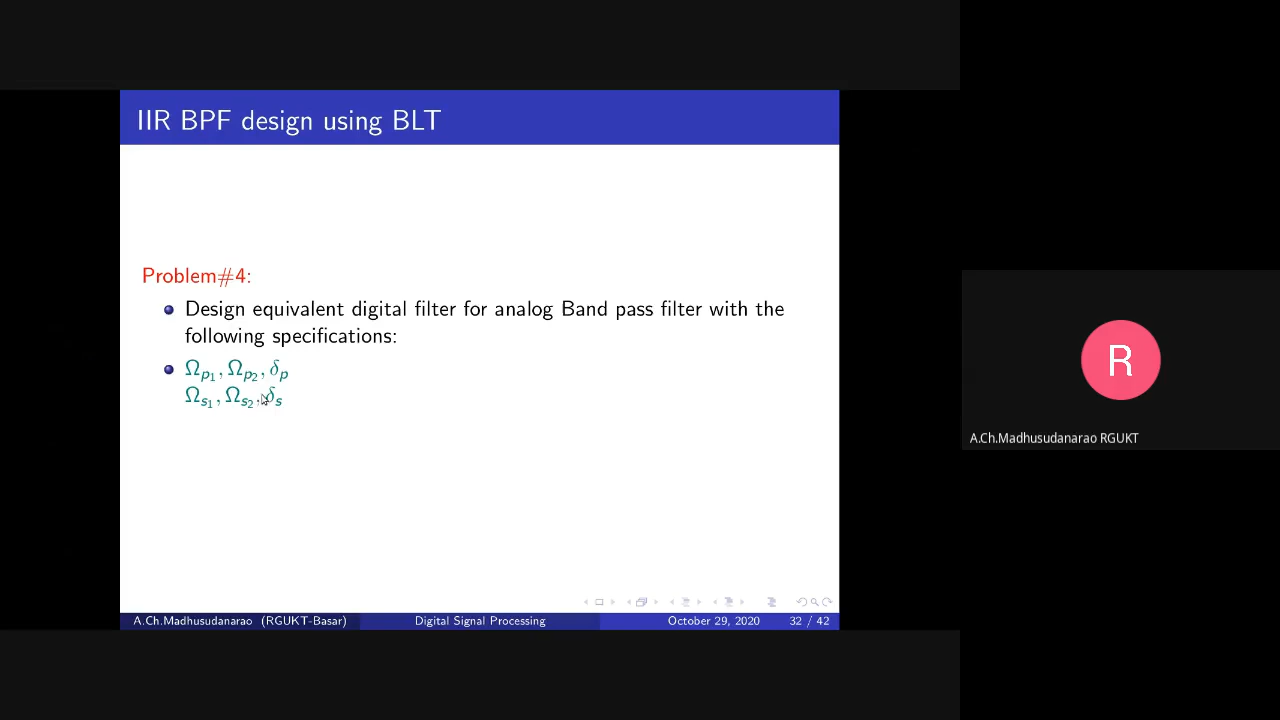 IIR BPF design using BLT
Problem#4:
Design equivalent digital filter for analog Band pass filter with the
following specifications:
Ωp₁, Ωp₂, δp
Ωs₁, Ωs₂, δs
A.Ch.Madhusudanarao (RGUKT-Basar) Digital Signal Processing October 29, 2020 32 / 42
R
A.Ch.Madhusudanarao RGUKT